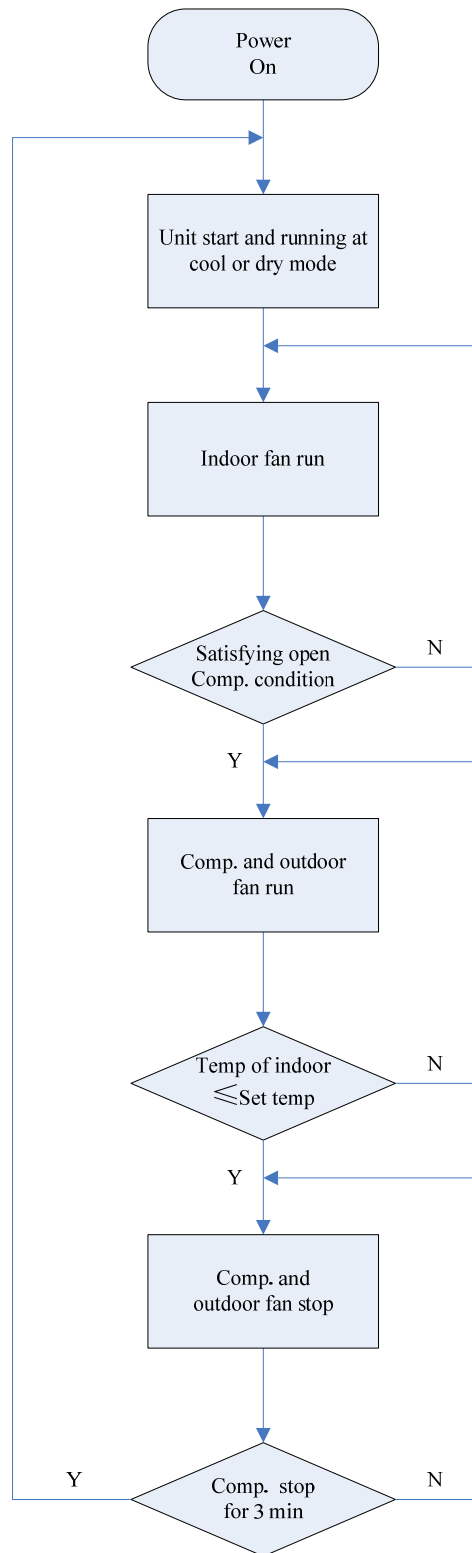 Power
On
Unit start and running at
cool or dry mode
Indoor fan run
Satisfying open
Comp. condition
N
Y
Comp. and outdoor
fan run
Temp of indoor
≤Set temp
N
Y
Comp. and
outdoor fan stop
Y
Comp. stop
for 3 min
N